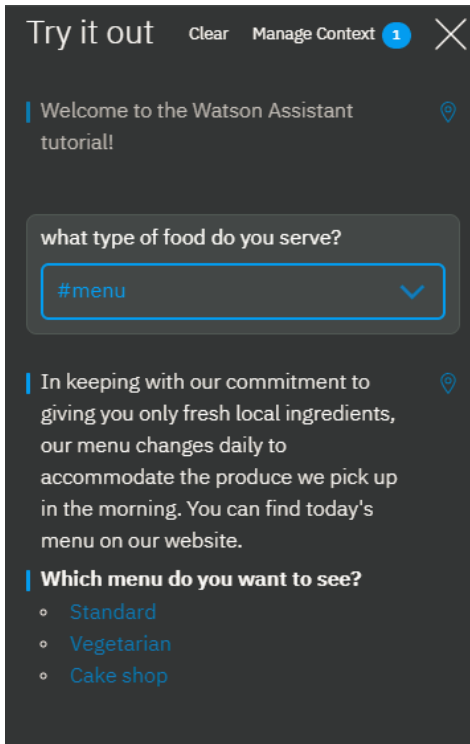 Try it out Clear Manage Context 1
Welcome to the Watson Assistant
tutorial!
what type of food do you serve?
#menu
In keeping with our commitment to
giving you only fresh local ingredients,
our menu changes daily to
accommodate the produce we pick up
in the morning. You can find today's
menu on our website.
Which menu do you want to see?
Standard
Vegetarian
Cake shop